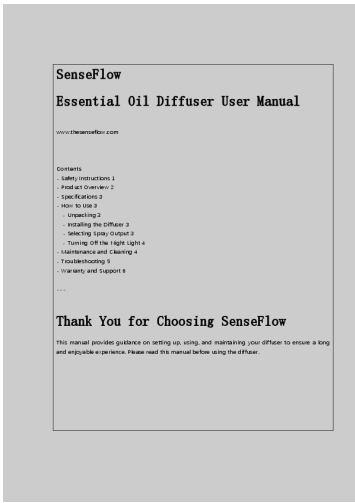 SenseFlow
Essential Oil Diffuser User Manual
www.thesenseflow.com
Contents
- Safety Instructions 1
- Product Overview 2
- Specifications 3
- How to Use 3
- Unpacking 3
- Installing the Diffuser 3
- Selecting Spray Output 3
- Turning Off the Night Light 4
- Maintenance and Cleaning 4
- Troubleshooting 5
- Warranty and Support 6
---
Thank You for Choosing SenseFlow
This manual provides guidance on setting up, using, and maintaining your diffuser to ensure a long
and enjoyable experience. Please read this manual before using the diffuser.